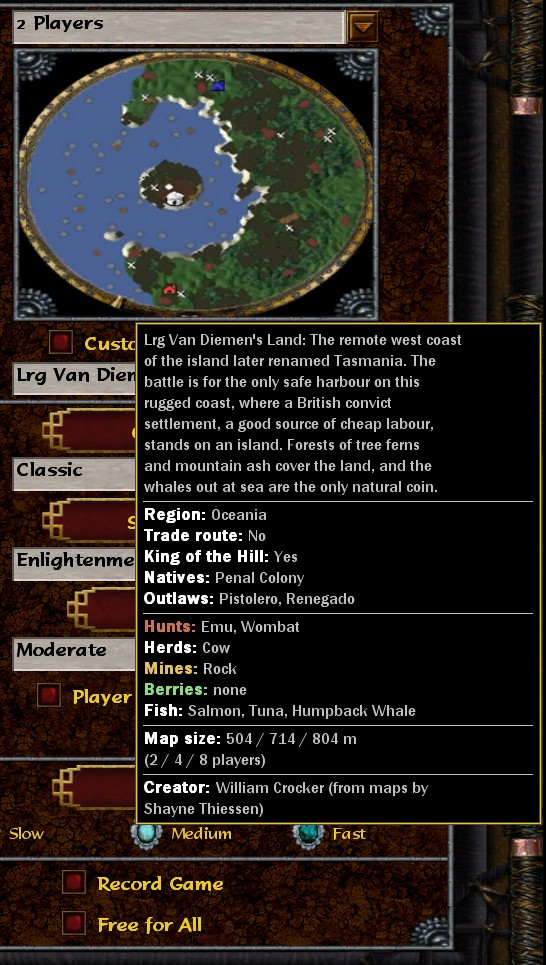 2 Players
Custo
Lrg Van Diem
Lrg Van Diemen's Land: The remote west coast
of the island later renamed Tasmania. The
battle is for the only safe harbour on this
rugged coast, where a British convict
settlement, a good source of cheap labour,
stands on an island. Forests of tree ferns
and mountain ash cover the land, and the
whales out at sea are the only natural coin.
Region: Oceania
Trade route: No
King of the Hill: Yes
Natives: Penal Colony
Outlaws: Pistolero, Renegado
Hunts: Emu, Wombat
Herds: Cow
Mines: Rock
Berries: none
Fish: Salmon, Tuna, Humpback Whale
Map size: 504 / 714 / 804 m
(2 / 4 / 8 players)
Creator: William Crocker (from maps by
Shayne Thiessen)
Classic
S
Enlightenme
Moderate
Player
Slow Medium Fast
Record Game
Free for All